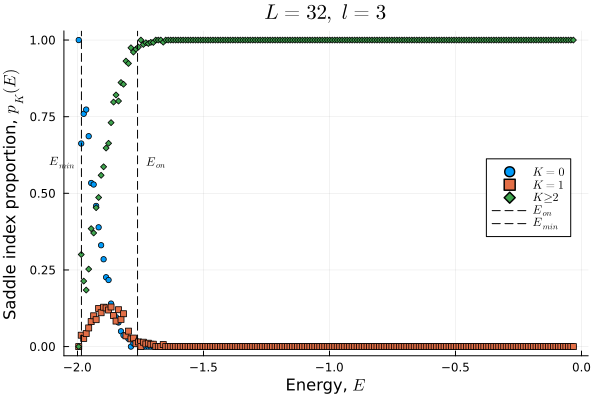 L = 32, l = 3
Saddle index proportion, p_K(E)
1.00
0.75
0.50
0.25
0.00
E_min
E_on
K = 0
K = 1
K≥2
E_on
E_min
−2.0 −1.5 −1.0 −0.5 0.0
Energy, E